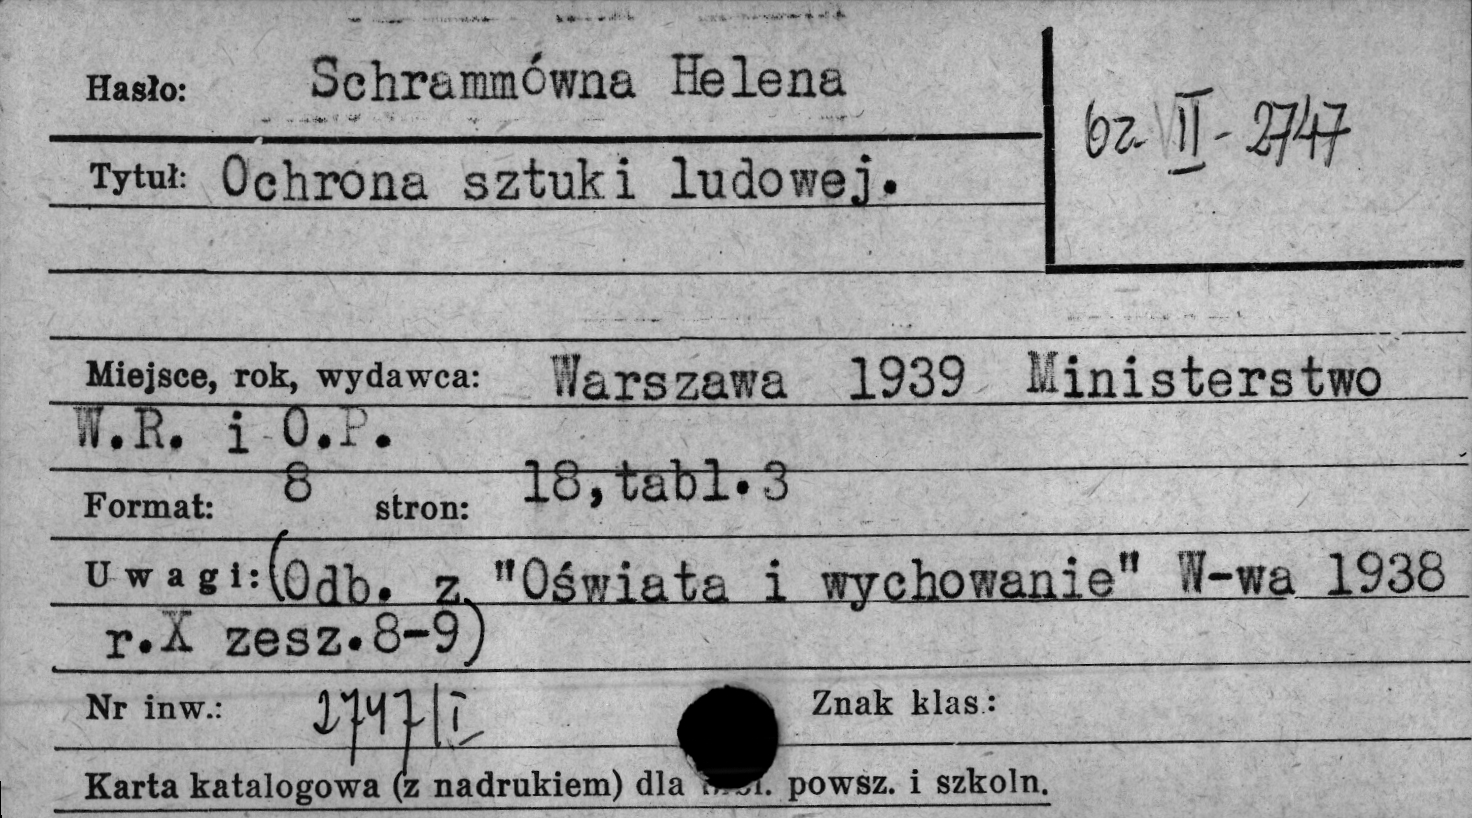 Hasło: Schrammówna Helena
II - 2747
Tytuł: Ochrona sztuki ludowej.
Miejsce, rok, wydawca: Warszawa 1939 Ministerstwo
W.R. i O.P.
Format: 8 stron: 18, tabl. 3
Uwagi: (Odb. z "Oświata i wychowanie" W-wa 1938
r.X zesz.8-9)
Nr inw.: 2747/I Znak klas.:
Karta katalogowa (z nadrukiem) dla powsz. i szkoln.